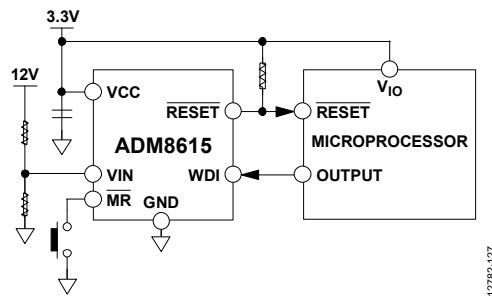 3.3V
12V
VCC
RESET
ADM8615
VIN
WDI
MR
GND
VIO
RESET
MICROPROCESSOR
OUTPUT
12782-127